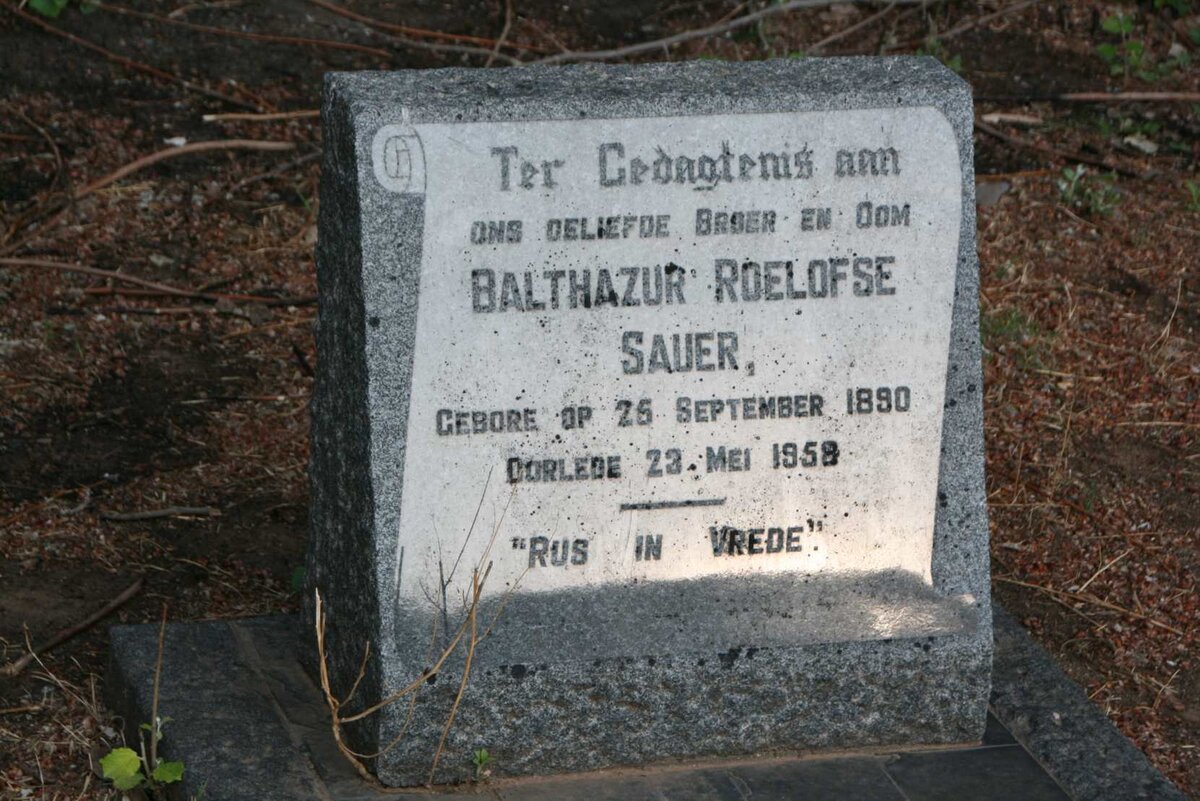 Ter Gedagtenis aan
ONS GELIEFDE BROER EN OOM
BALTHAZUR ROELOFSE
SAUER,
GEBORE OP 26 SEPTEMBER 1890
OORLEDE 23 MEI 1958
"RUS IN VREDE".